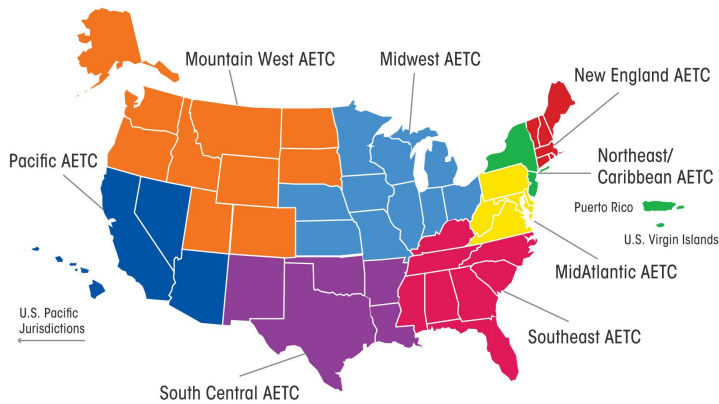 Mountain West AETC
Midwest AETC
New England AETC
Pacific AETC
Northeast/
Caribbean AETC
Puerto Rico
U.S. Virgin Islands
MidAtlantic AETC
U.S. Pacific
Jurisdictions
Southeast AETC
South Central AETC